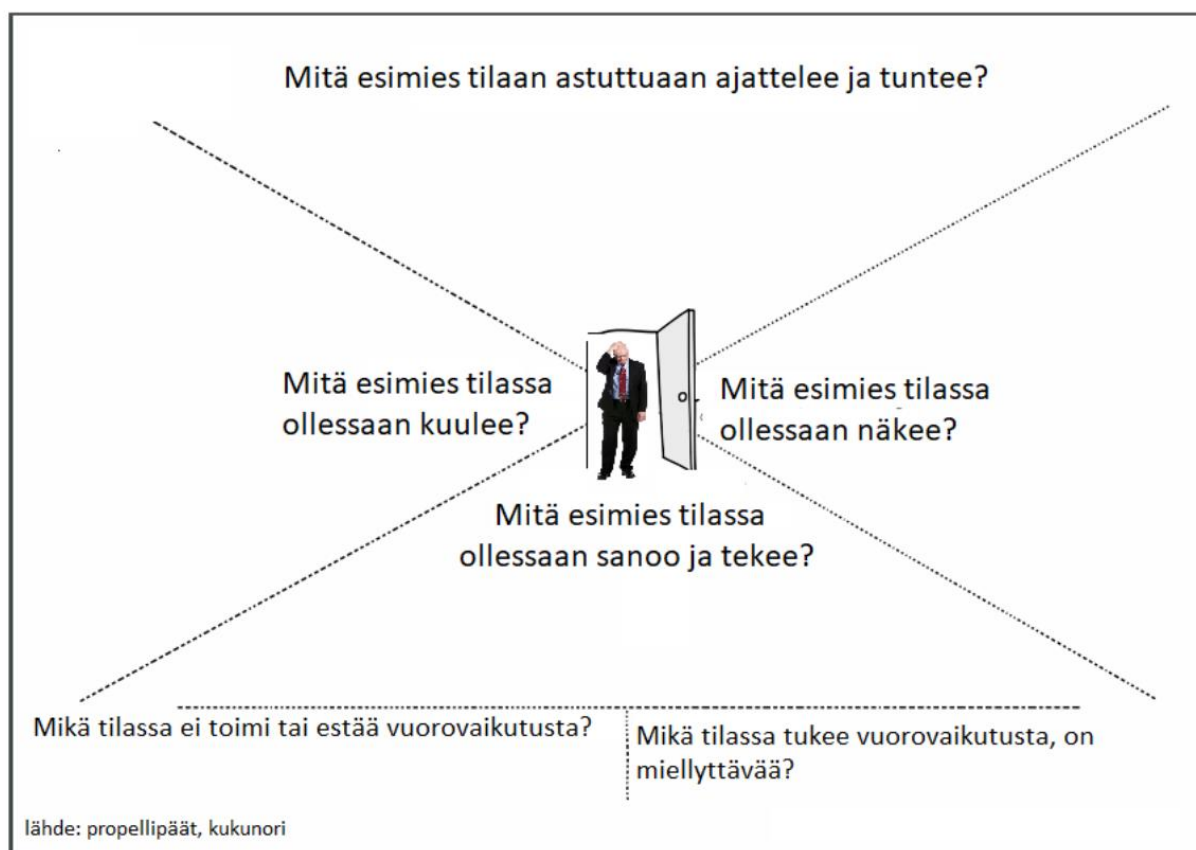 Mitä esimies tilaan astuttuaan ajattelee ja tuntee?
Mitä esimies tilassa
ollessaan kuulee?
Mitä esimies tilassa
ollessaan näkee?
Mitä esimies tilassa
ollessaan sanoo ja tekee?
Mikä tilassa ei toimi tai estää vuorovaikutusta?
Mikä tilassa tukee vuorovaikutusta, on
miellyttävää?
lähde: propellipäät, kukunori